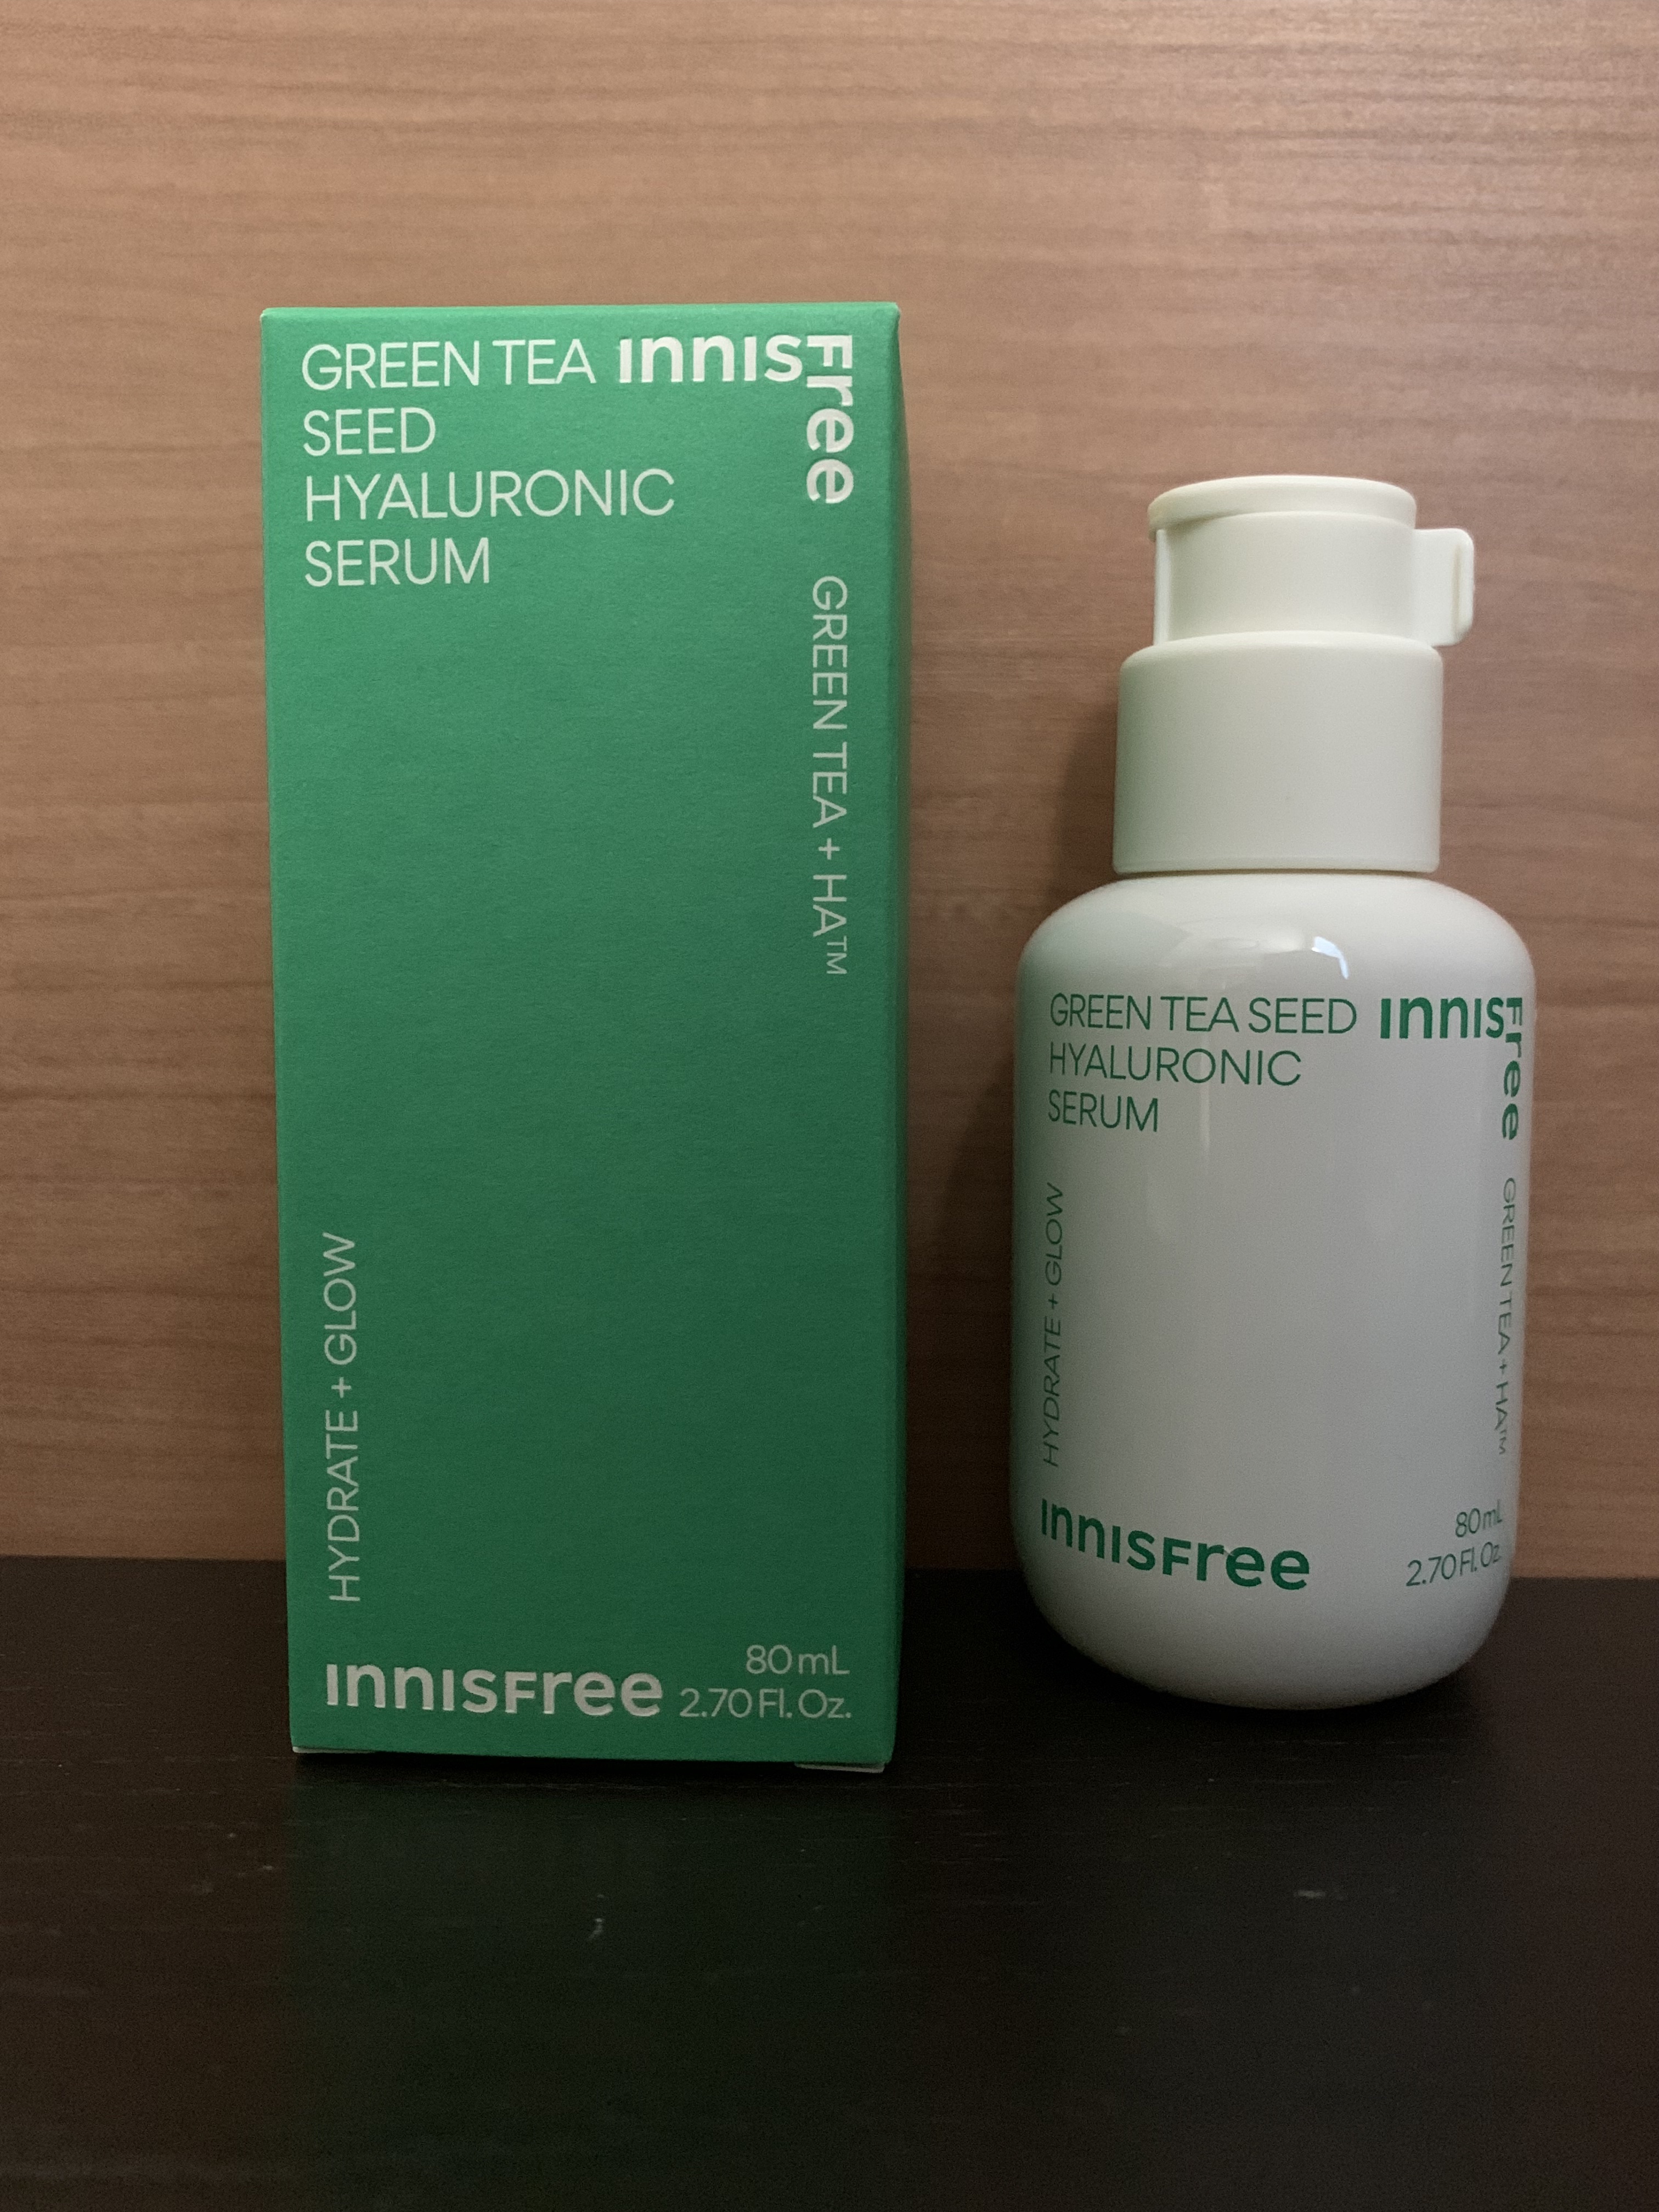 GREEN TEA
SEED
HYALURONIC
SERUM
INNISFree
GREEN TEA + HA™
HYDRATE + GLOW
INNISFree
80 mL
2.70 Fl. Oz.
GREEN TEA SEED
HYALURONIC
SERUM
INNISFree
GREEN TEA + HA™
HYDRATE + GLOW
INNISFree
80 mL
2.70 Fl. Oz.